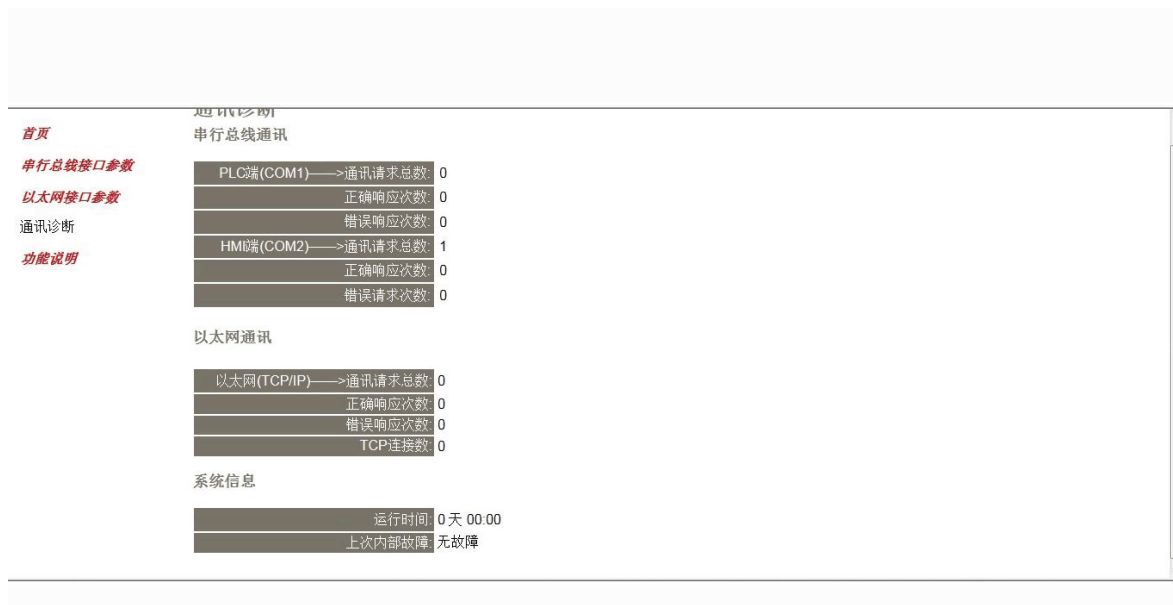 通讯诊断
首页
串行总线通讯
串行总线接口参数
PLC端(COM1)——>通讯请求总数: 0
以太网接口参数
正确响应次数: 0
通讯诊断
错误响应次数: 0
HMI端(COM2)——>通讯请求总数: 1
功能说明
正确响应次数: 0
错误请求次数: 0
以太网通讯
以太网(TCP/IP)——>通讯请求总数: 0
正确响应次数: 0
错误响应次数: 0
TCP连接数: 0
系统信息
运行时间: 0 天 00:00
上次内部故障: 无故障